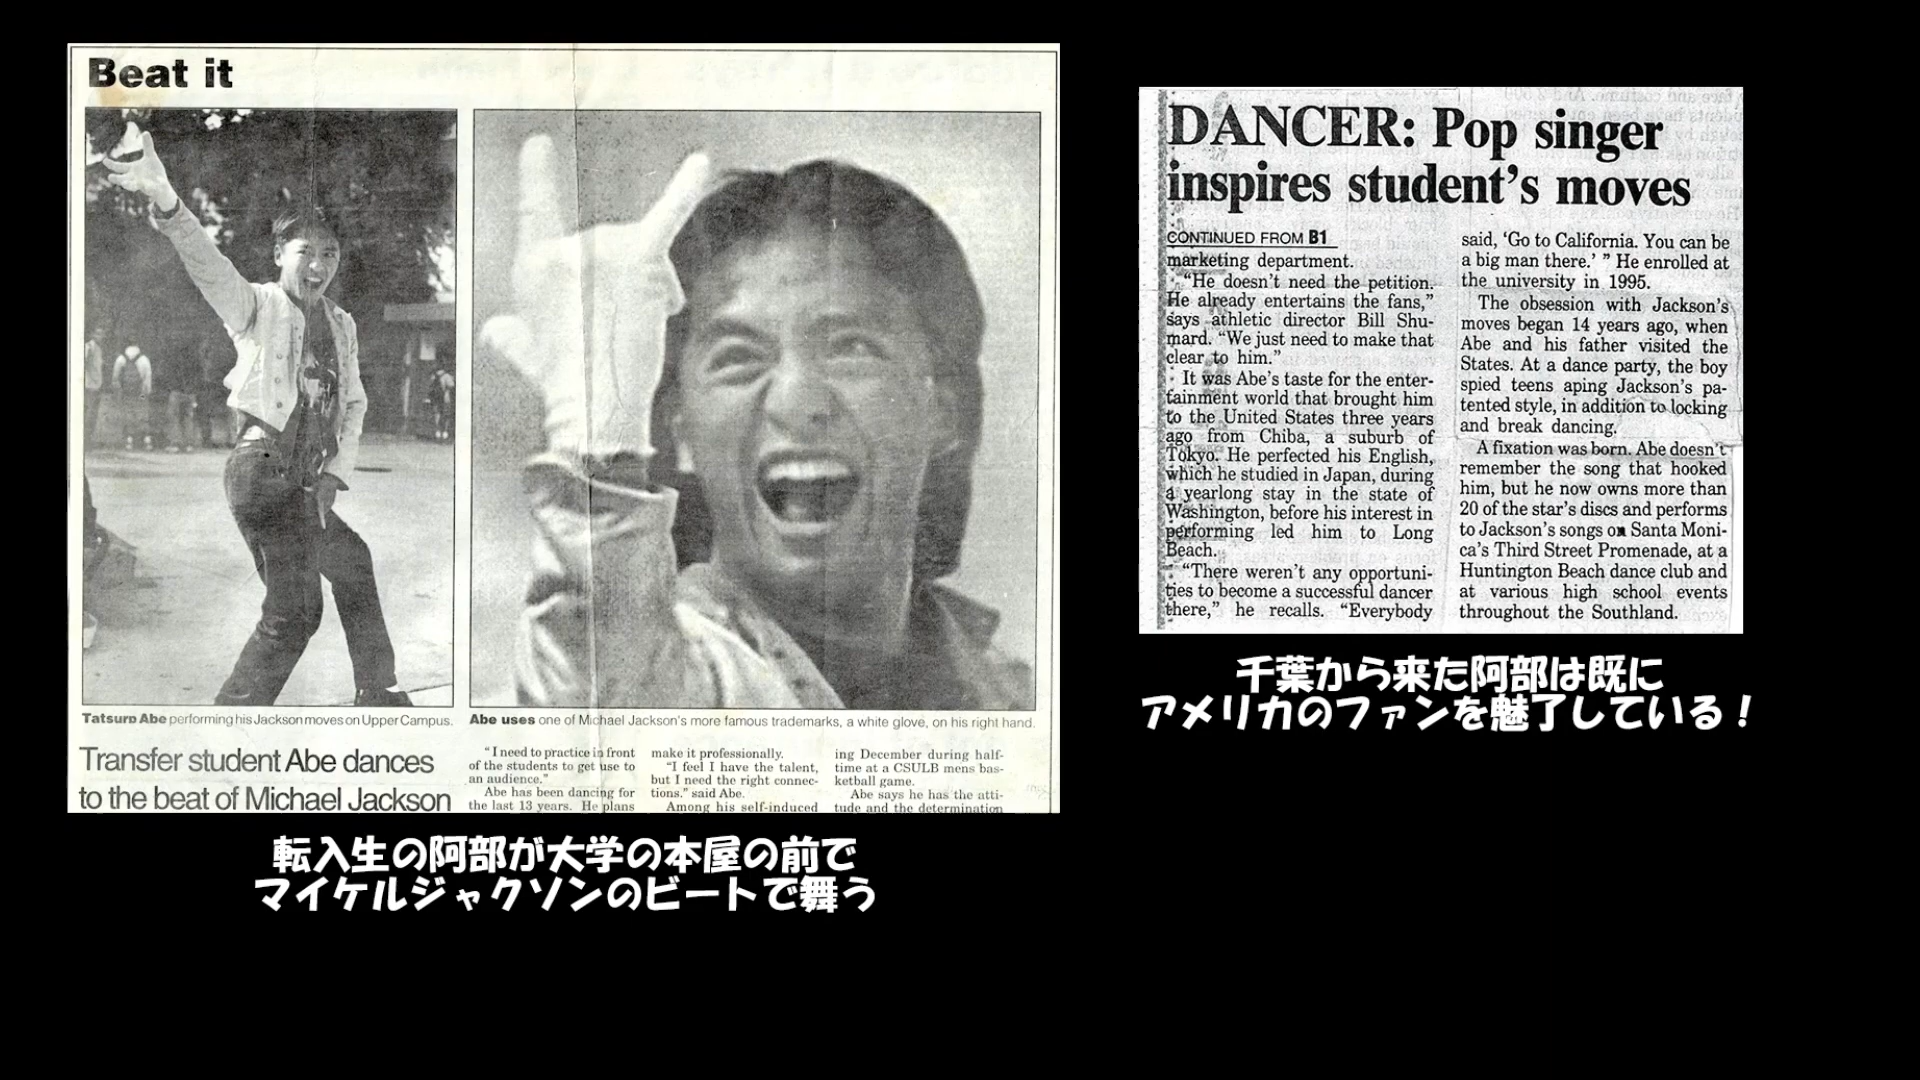 Beat it
Tatsuro Abe performing his Jackson moves on Upper Campus.
Abe uses one of Michael Jackson's more famous trademarks, a white glove, on his right hand.
Transfer student Abe dances
to the beat of Michael Jackson
"I need to practice in front
of the students to get use to
an audience."
Abe has been dancing for
the last 13 years. He plans
make it professionally.
"I feel I have the talent,
but I need the right connec-
tions." said Abe.
Among his self-induced
ing December during half-
time at a CSULB mens bas-
ketball game.
Abe says he has the atti-
tude and the determination
転入生の阿部が大学の本屋の前で
マイケルジャクソンのビートで舞う
DANCER: Pop singer
inspires student's moves
CONTINUED FROM B1
marketing department.
"He doesn't need the petition.
He already entertains the fans,"
says athletic director Bill Shu-
mard. "We just need to make that
clear to him."
It was Abe's taste for the enter-
tainment world that brought him
to the United States three years
ago from Chiba, a suburb of
Tokyo. He perfected his English,
which he studied in Japan, during
a yearlong stay in the state of
Washington, before his interest in
performing led him to Long
Beach.
"There weren't any opportuni-
ties to become a successful dancer
there," he recalls. "Everybody
said, 'Go to California. You can be
a big man there.' " He enrolled at
the university in 1995.
The obsession with Jackson's
moves began 14 years ago, when
Abe and his father visited the
States. At a dance party, the boy
spied teens aping Jackson's pa-
tented style, in addition to locking
and break dancing.
A fixation was born. Abe doesn't
remember the song that hooked
him, but he now owns more than
20 of the star's discs and performs
to Jackson's songs on Santa Moni-
ca's Third Street Promenade, at a
Huntington Beach dance club and
at various high school events
throughout the Southland.
千葉から来た阿部は既に
アメリカのファンを魅了している！